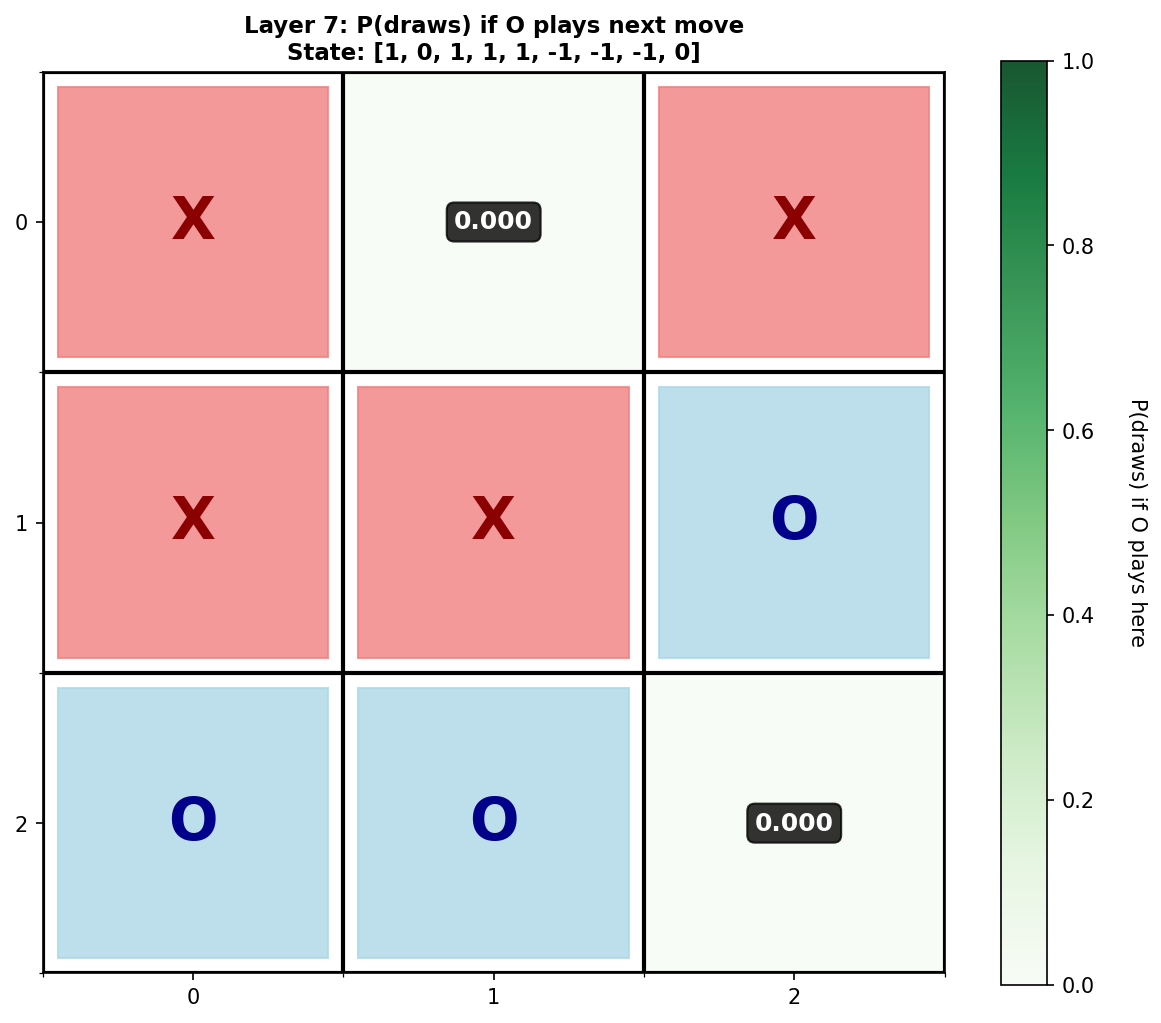 Layer 7: P(draws) if O plays next move
State: [1, 0, 1, 1, 1, -1, -1, -1, 0]
X 0.000 X
X X O
O O 0.000
0
1
2
0 1 2
1.0
0.8
0.6
0.4
0.2
0.0
P(draws) if O plays here